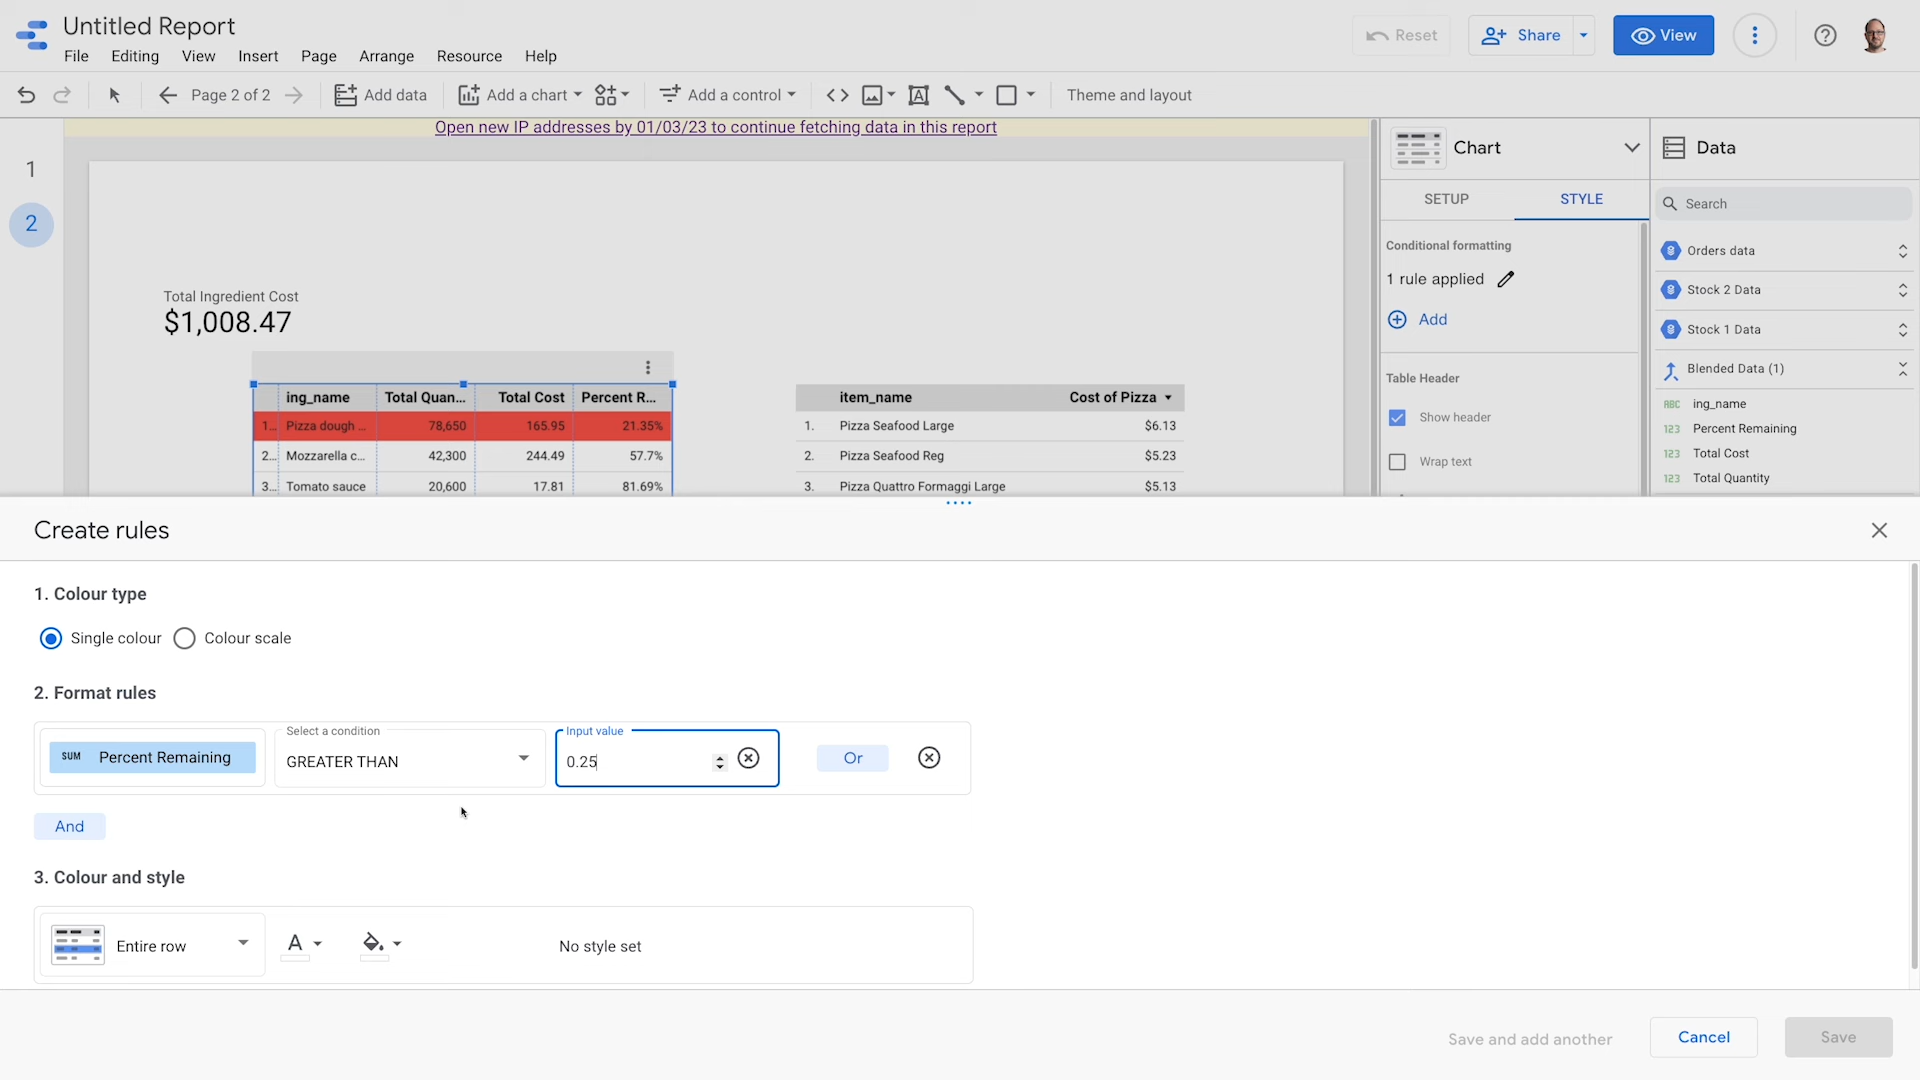 Untitled Report
File Editing View Insert Page Arrange Resource Help
Reset Share View
Page 2 of 2 Add data Add a chart Add a control Theme and layout
Open new IP addresses by 01/03/23 to continue fetching data in this report
1
2
Total Ingredient Cost
$1,008.47
ing_name Total Quan... Total Cost Percent R...
1... Pizza dough ... 78,650 165.95 21.35%
2... Mozzarella c... 42,300 244.49 57.7%
3... Tomato sauce 20,600 17.81 81.69%
item_name Cost of Pizza
1. Pizza Seafood Large $6.13
2. Pizza Seafood Reg $5.23
3. Pizza Quattro Formaggi Large $5.13
Chart
SETUP STYLE
Conditional formatting
1 rule applied
Add
Table Header
Show header
Wrap text
Data
Search
Orders data
Stock 2 Data
Stock 1 Data
Blended Data (1)
ABC ing_name
123 Percent Remaining
123 Total Cost
123 Total Quantity
Create rules
1. Colour type
Single colour Colour scale
2. Format rules
SUM Percent Remaining
Select a condition
GREATER THAN
Input value
0.25
Or
And
3. Colour and style
Entire row A No style set
Save and add another Cancel Save